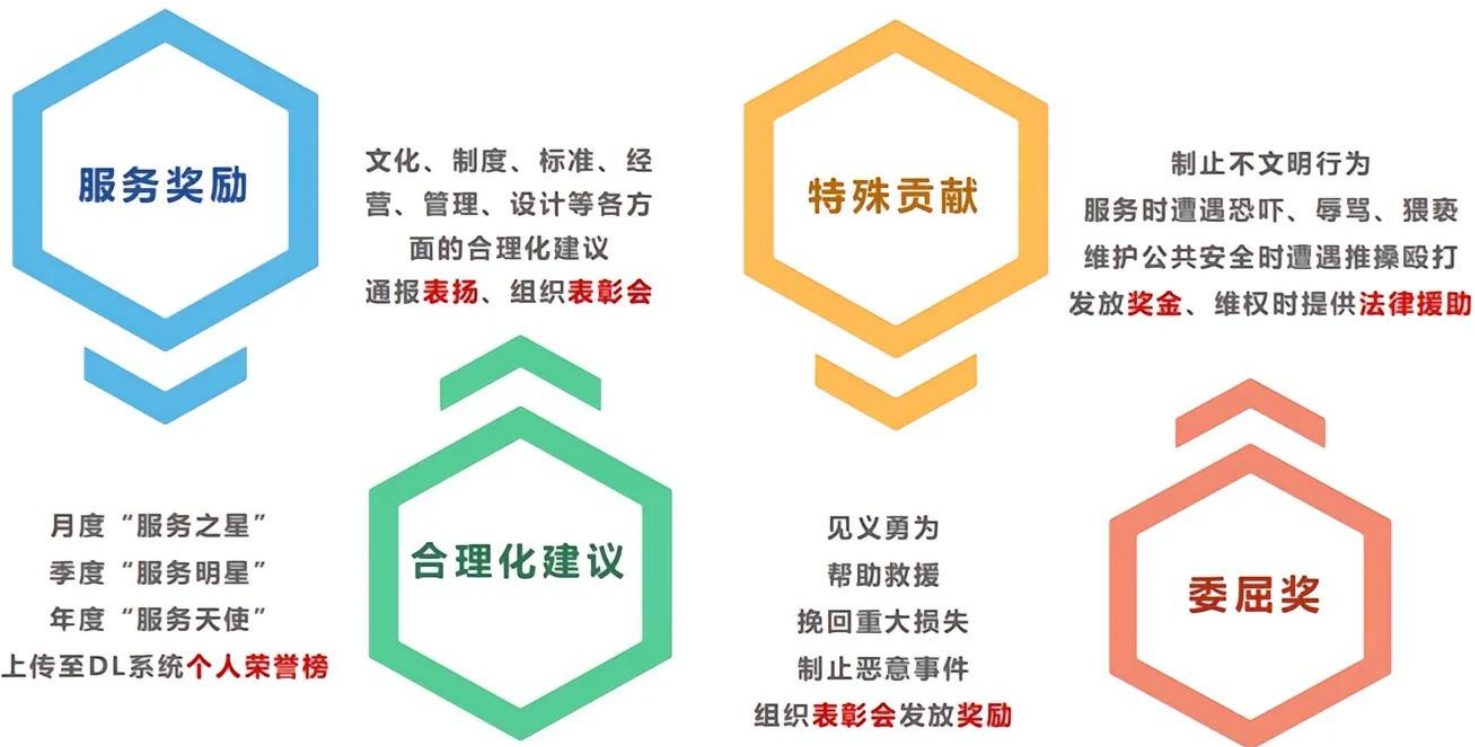 服务奖励
月度“服务之星”
季度“服务明星”
年度“服务天使”
上传至DL系统个人荣誉榜
文化、制度、标准、经
营、管理、设计等各方
面的合理化建议
通报表扬、组织表彰会
合理化建议
特殊贡献
见义勇为
帮助救援
挽回重大损失
制止恶意事件
组织表彰会发放奖励
制止不文明行为
服务时遭遇恐吓、辱骂、猥亵
维护公共安全时遭遇推搡殴打
发放奖金、维权时提供法律援助
委屈奖